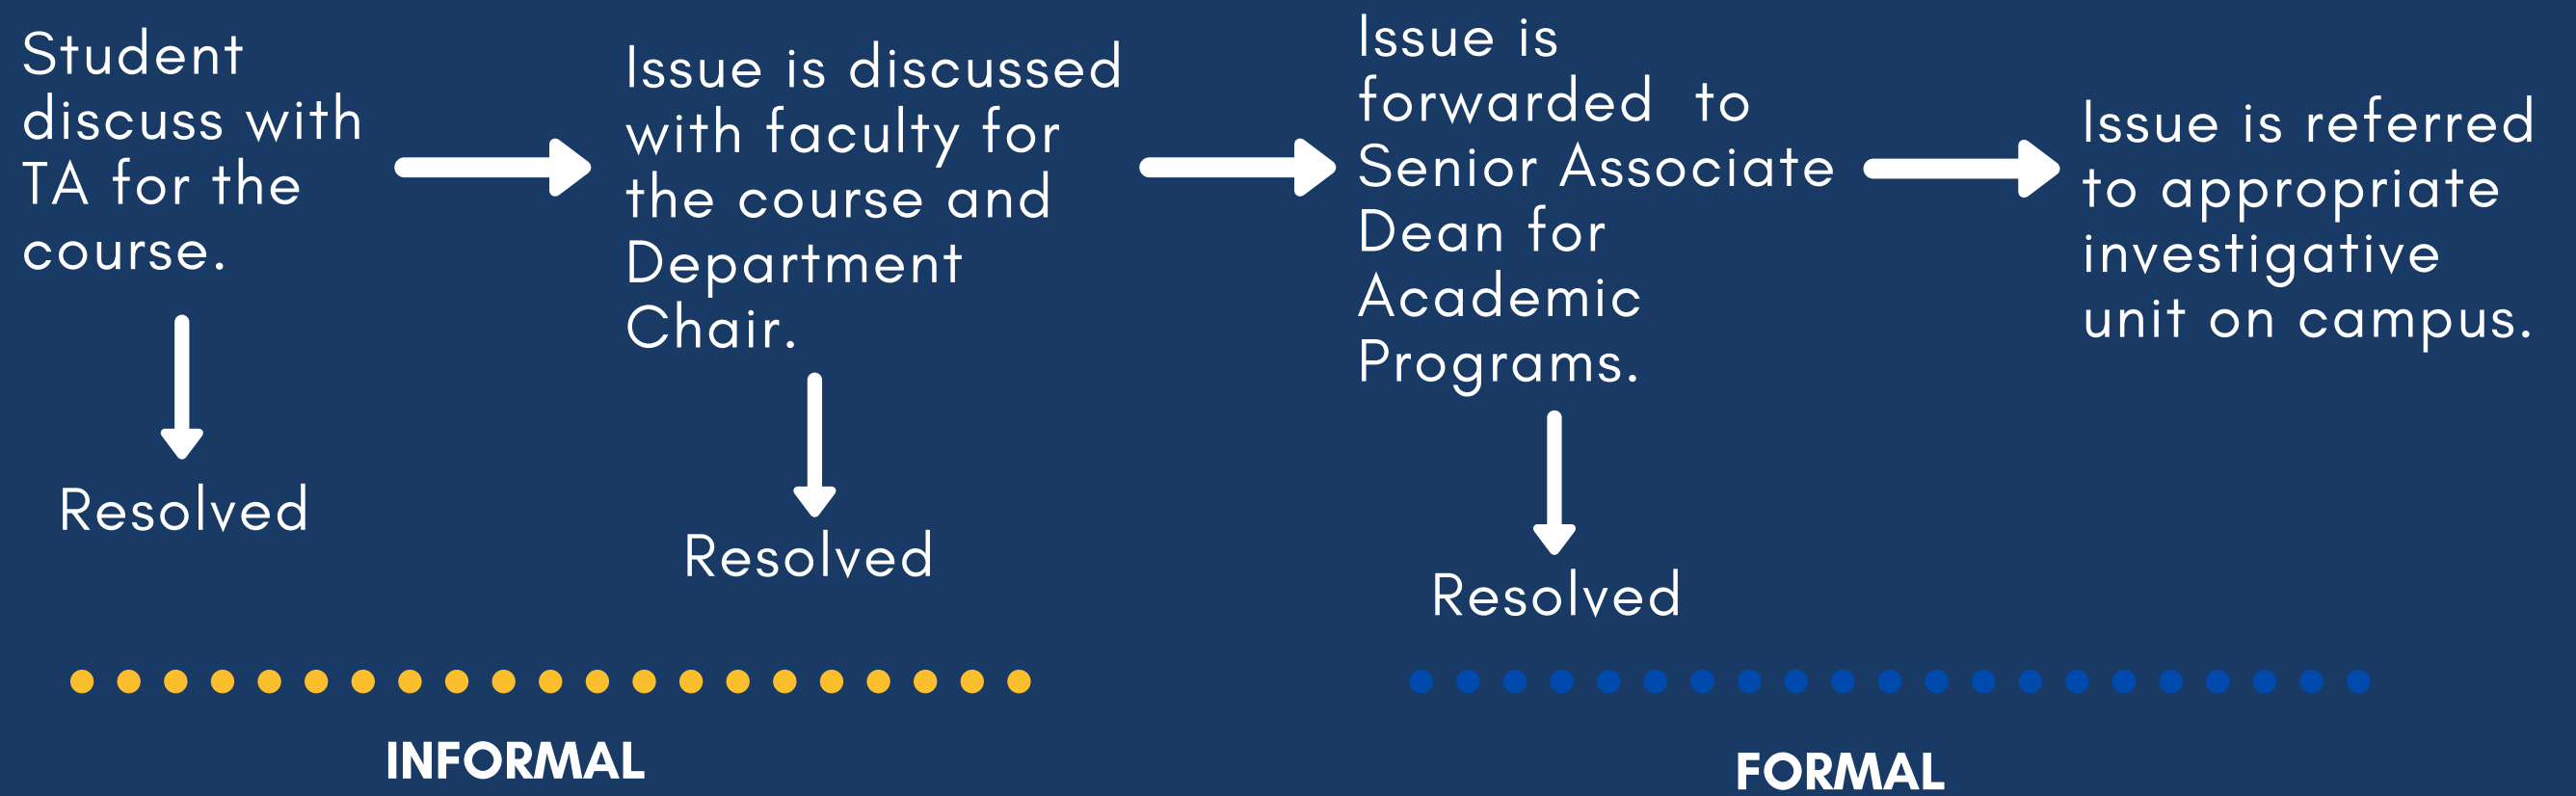 Student
discuss with
TA for the
course.
Resolved
Issue is discussed
with faculty for
the course and
Department
Chair.
Resolved
Issue is
forwarded  to
Senior Associate
Dean for
Academic
Programs.
Resolved
Issue is referred
to appropriate
investigative
unit on campus.
INFORMAL
FORMAL